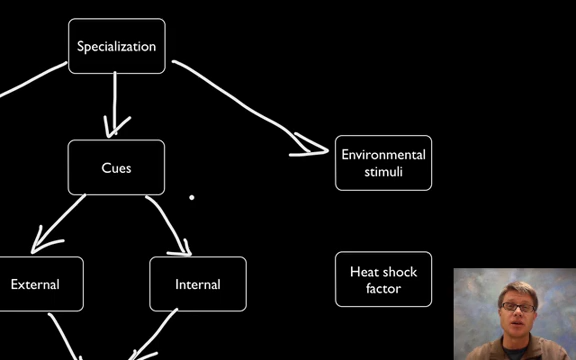 Specialization
Environmental
stimuli
Cues
External
Internal
Heat shock
factor